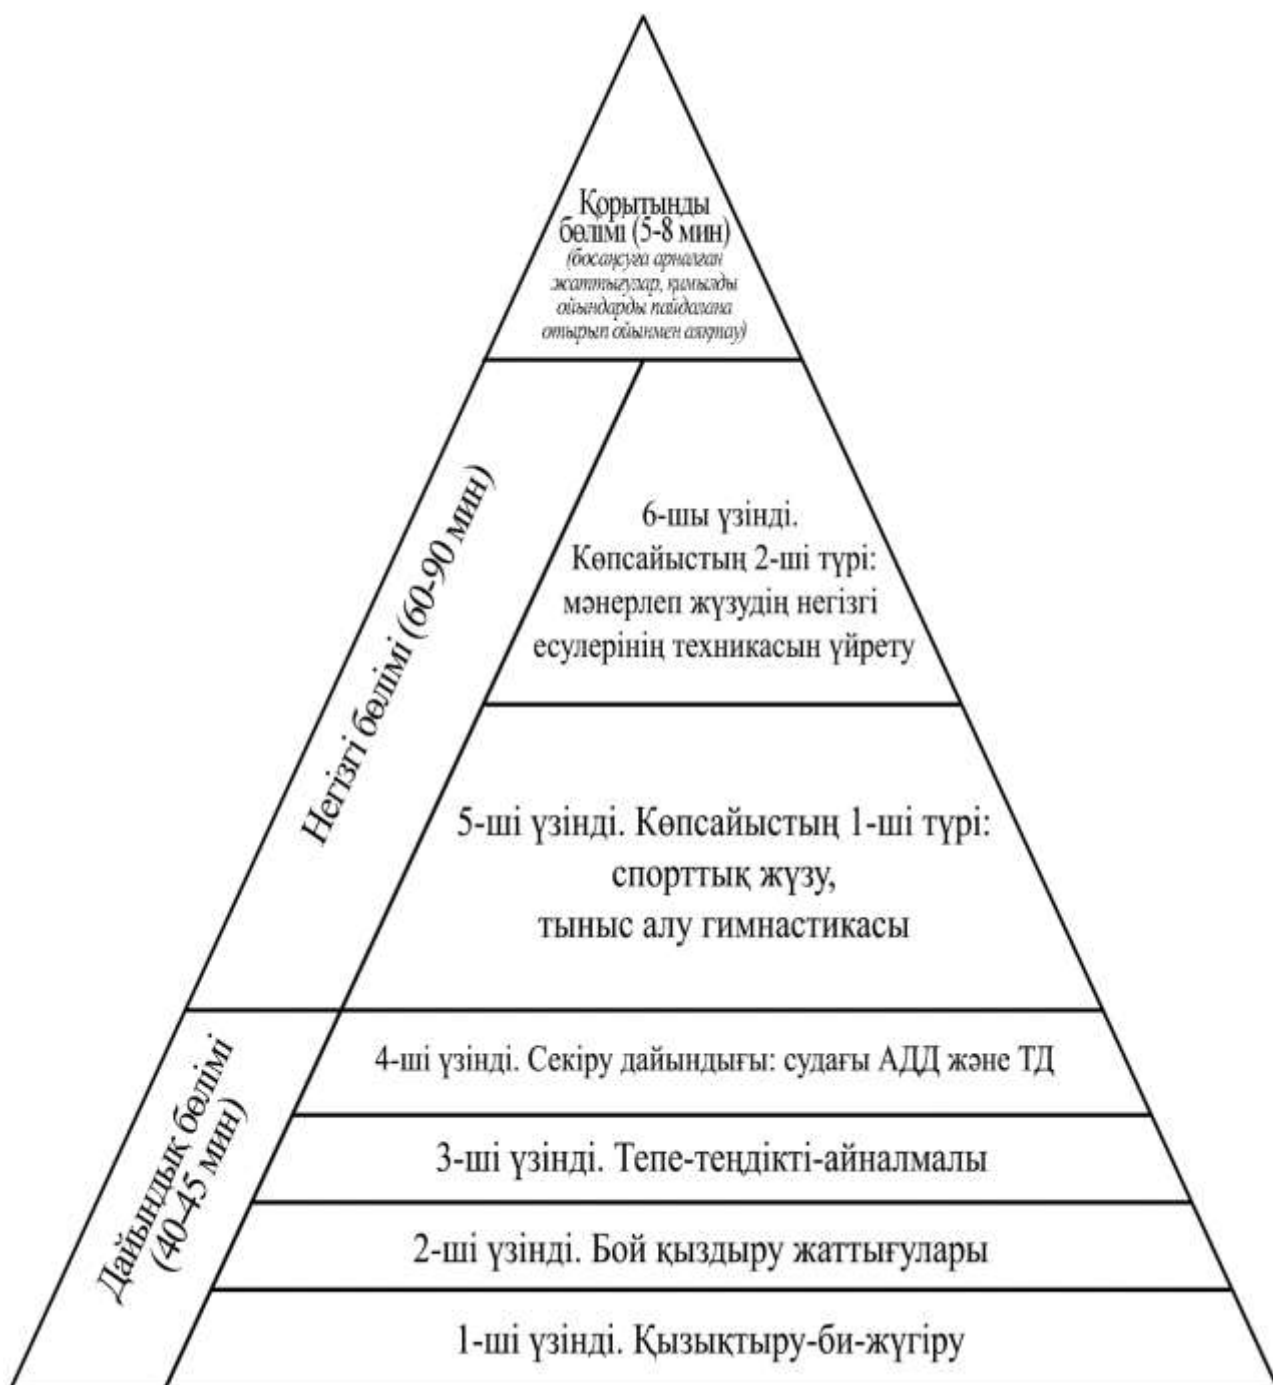 Қорытынды
бөлімі (5-8 мин)
(босаңсуға арналған
жаттығулар, қимылды
ойындарды пайдалана
отырып ойынмен аяқтау)
Негізгі бөлімі (60-90 мин)
6-шы үзінді.
Көпсайыстың 2-ші түрі:
мәнерлеп жүзудің негізгі
есулерінің техникасын үйрету
5-ші үзінді. Көпсайыстың 1-ші түрі:
спорттық жүзу,
тыныс алу гимнастикасы
Дайындық бөлімі
(40-45 мин)
4-ші үзінді. Секіру дайындығы: судағы АДД және ТД
3-ші үзінді. Тепе-теңдікті-айналмалы
2-ші үзінді. Бой қыздыру жаттығулары
1-ші үзінді. Қызықтыру-би-жүгіру